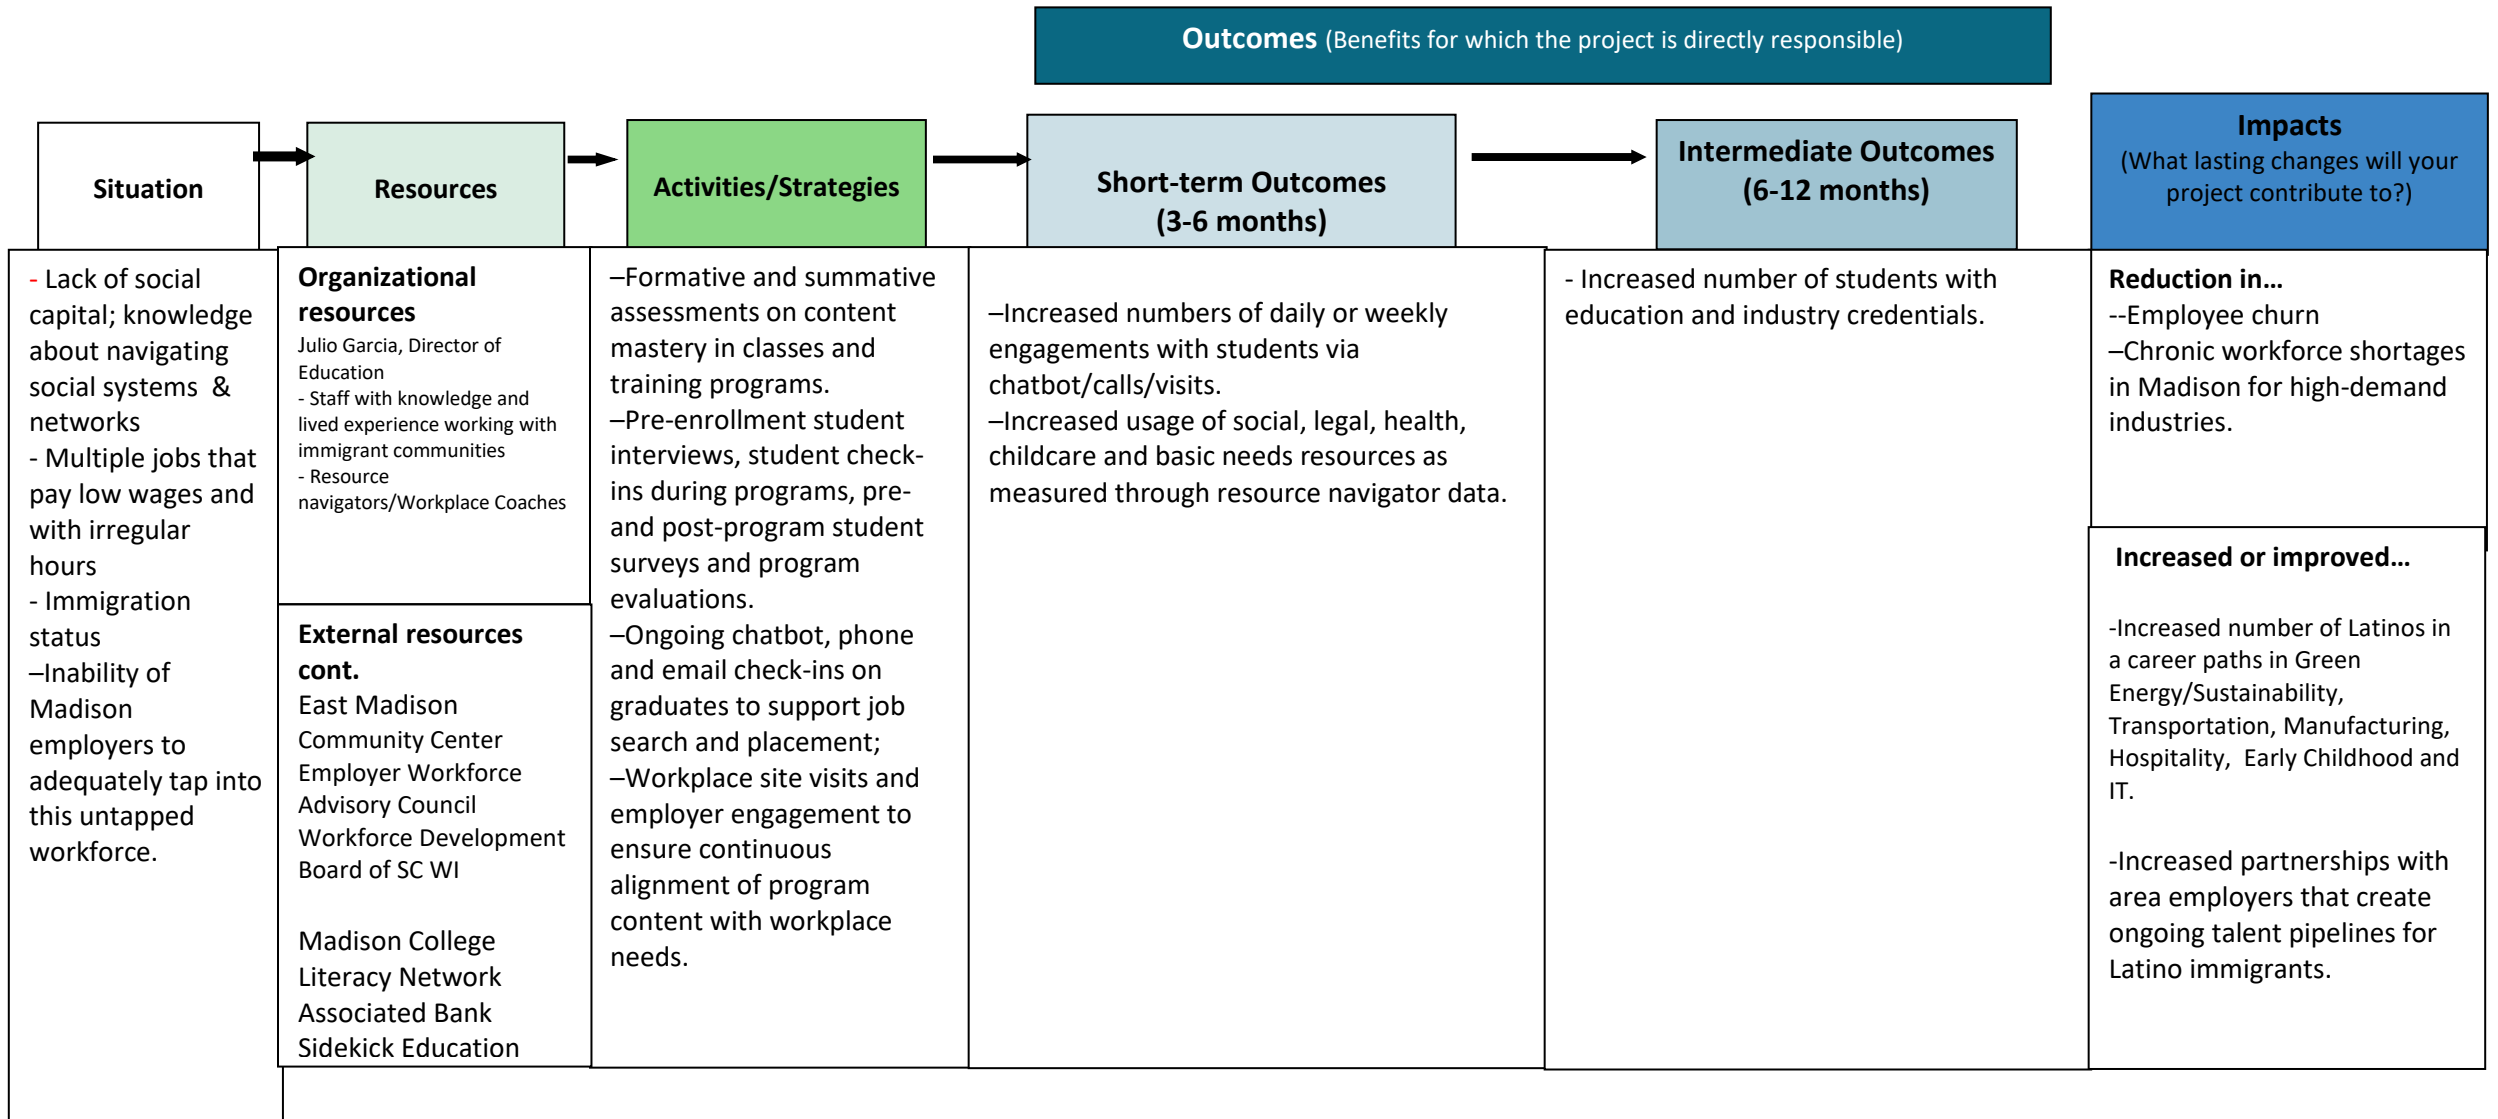 Outcomes (Benefits for which the project is directly responsible)
Situation
Resources
Activities/Strategies
Short-term Outcomes
(3-6 months)
Intermediate Outcomes
(6-12 months)
Impacts
(What lasting changes will your
project contribute to?)
- Lack of social
capital; knowledge
about navigating
social systems  &
networks
- Multiple jobs that
pay low wages and
with irregular
hours
- Immigration
status
–Inability of
Madison
employers to
adequately tap into
this untapped
workforce.
Organizational
resources
Julio Garcia, Director of
Education
- Staff with knowledge and
lived experience working with
immigrant communities
- Resource
navigators/Workplace Coaches
External resources
cont.
East Madison
Community Center
Employer Workforce
Advisory Council
Workforce Development
Board of SC WI
Madison College
Literacy Network
Associated Bank
Sidekick Education
–Formative and summative
assessments on content
mastery in classes and
training programs.
–Pre-enrollment student
interviews, student check-
ins during programs, pre-
and post-program student
surveys and program
evaluations.
–Ongoing chatbot, phone
and email check-ins on
graduates to support job
search and placement;
–Workplace site visits and
employer engagement to
ensure continuous
alignment of program
content with workplace
needs.
–Increased numbers of daily or weekly
engagements with students via
chatbot/calls/visits.
–Increased usage of social, legal, health,
childcare and basic needs resources as
measured through resource navigator data.
- Increased number of students with
education and industry credentials.
Reduction in…
--Employee churn
–Chronic workforce shortages
in Madison for high-demand
industries.
Increased or improved…
-Increased number of Latinos in
a career paths in Green
Energy/Sustainability,
Transportation, Manufacturing,
Hospitality,  Early Childhood and
IT.
-Increased partnerships with
area employers that create
ongoing talent pipelines for
Latino immigrants.